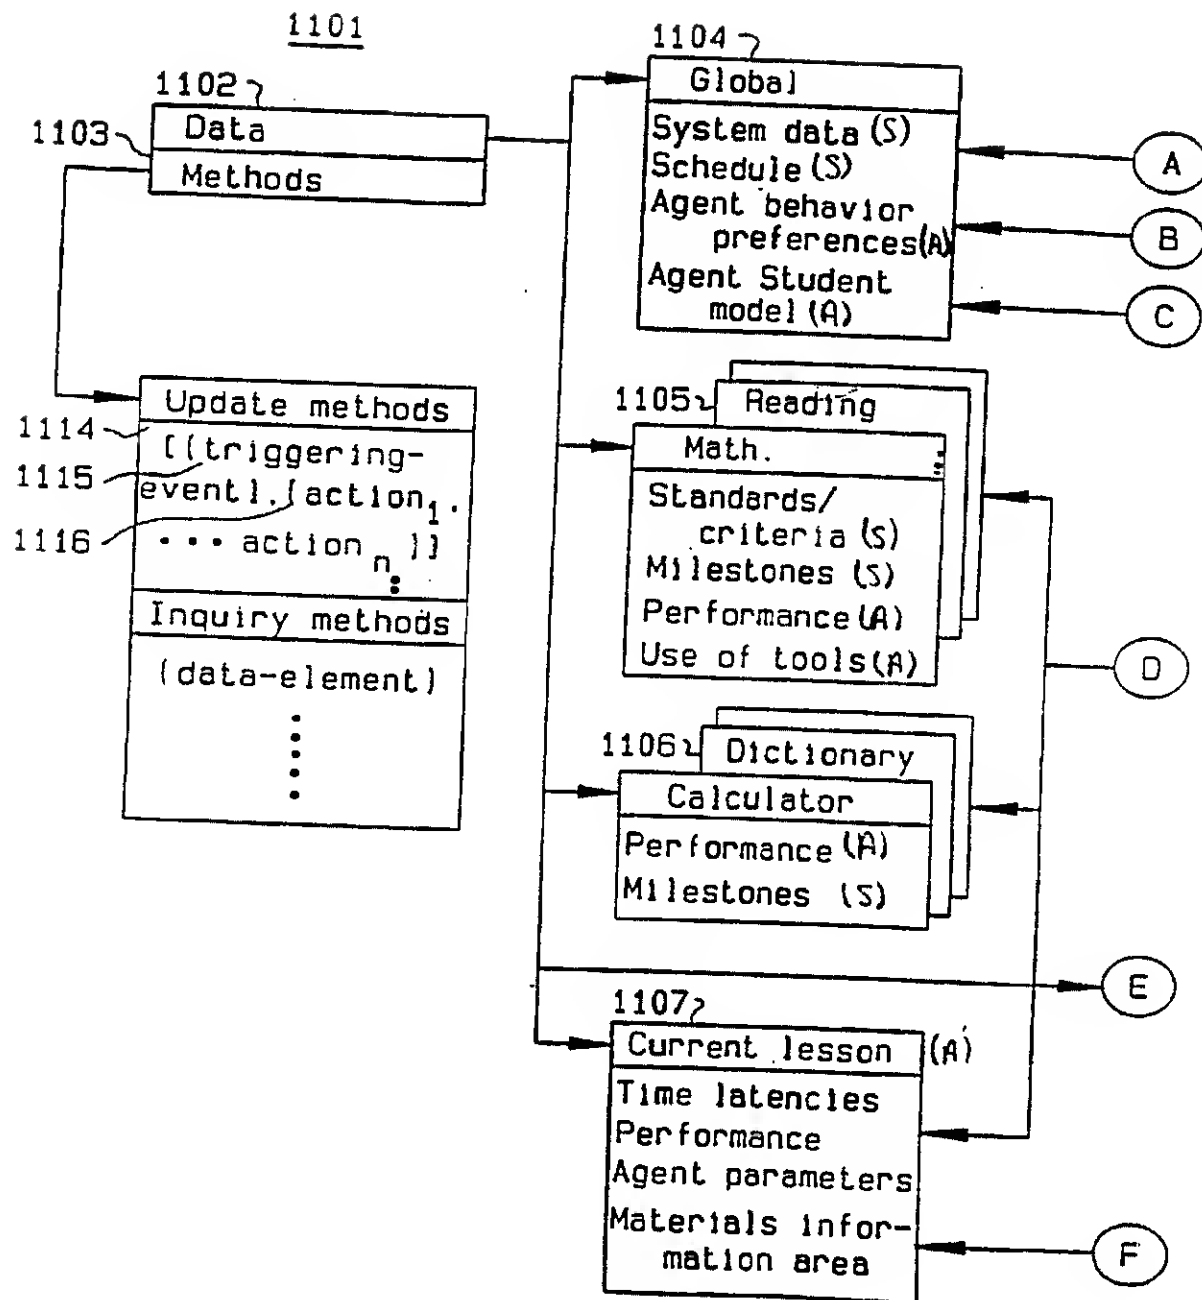 1101
1102
Data
1103
Methods
Update methods
1114
[((triggering-
1115
event).(action1.
1116
... action n )]]
Inquiry methods
(data-element)
1104
Global
System data (S)
Schedule (S)
Agent behavior
preferences (A)
Agent Student
model (A)
A
B
C
1105
Reading
Math.
Standards/
criteria (S)
Milestones (S)
Performance (A)
Use of tools (A)
D
1106
Dictionary
Calculator
Performance (A)
Milestones (S)
E
1107
Current lesson (A)
Time latencies
Performance
Agent parameters
Materials infor-
mation area
F